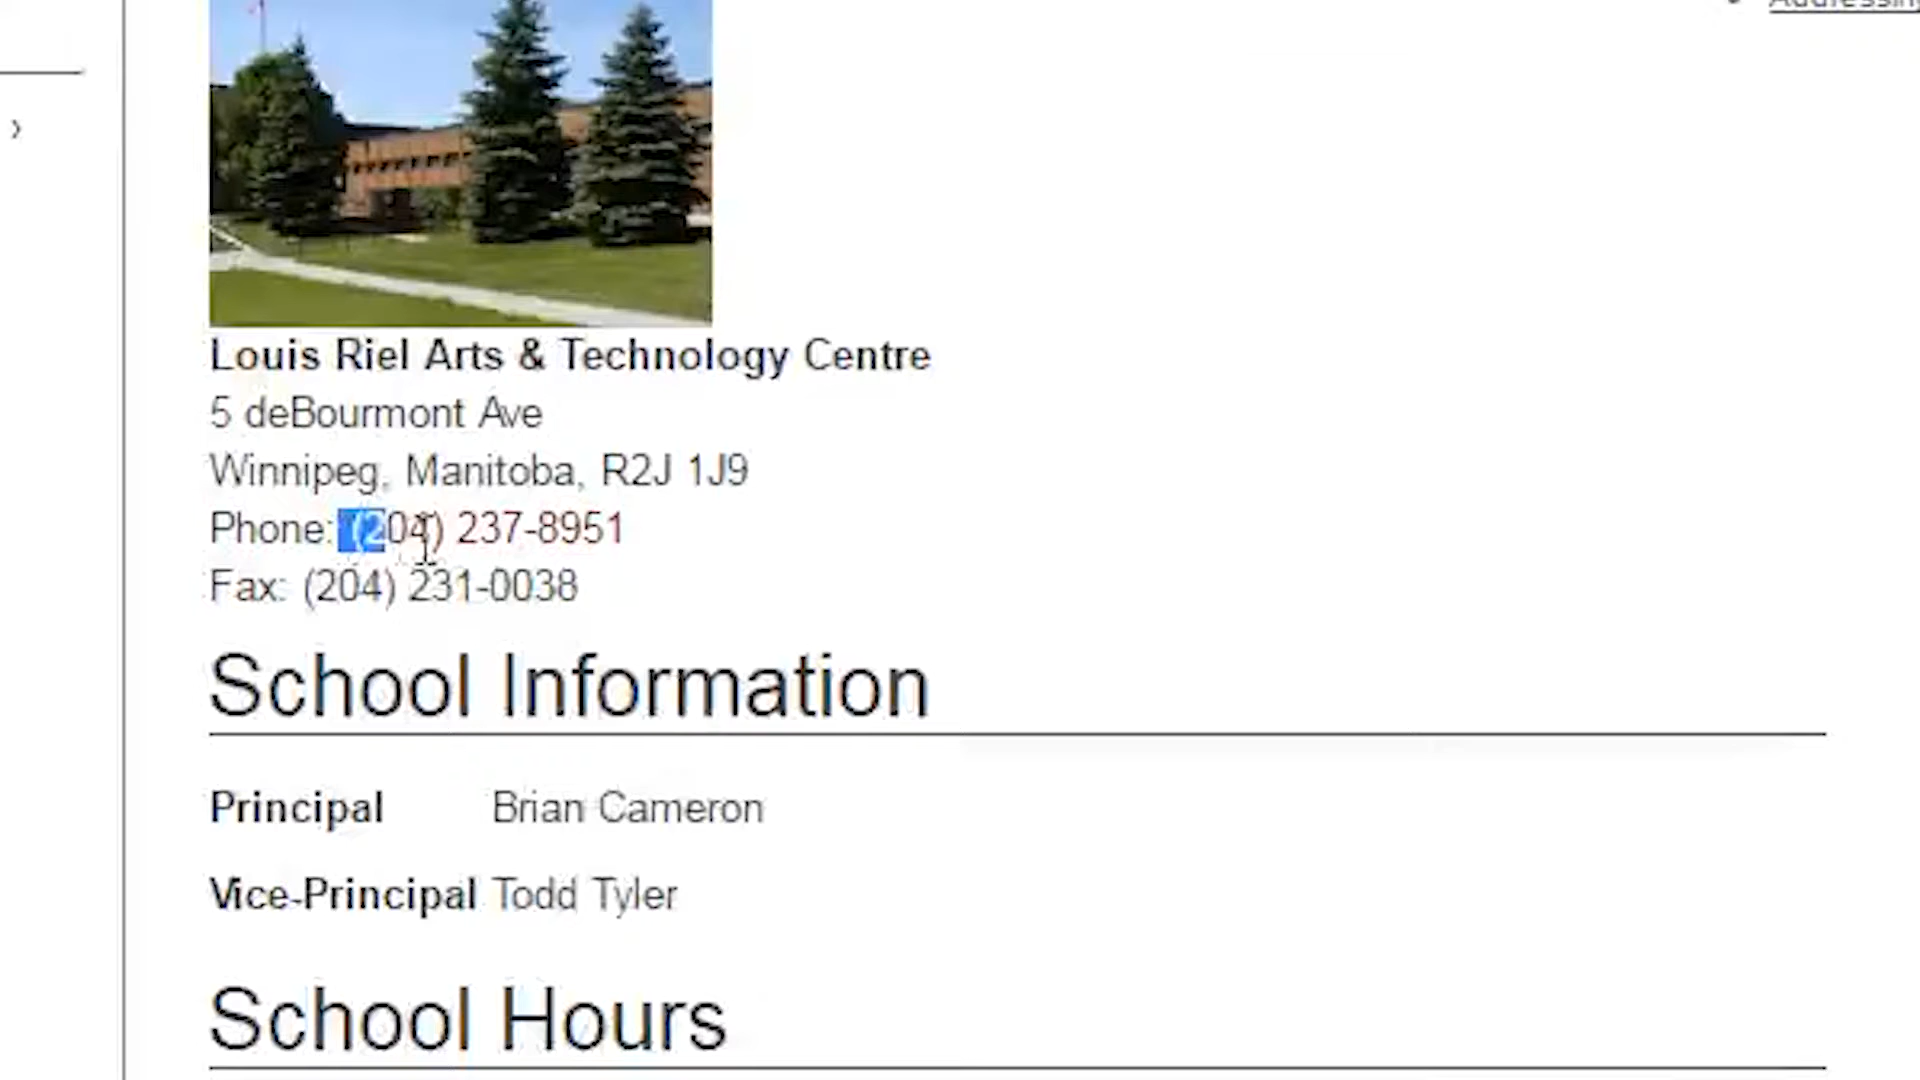 Addressing
Louis Riel Arts & Technology Centre
5 deBourmont Ave
Winnipeg, Manitoba, R2J 1J9
Phone: (204) 237-8951
Fax: (204) 231-0038
School Information
Principal Brian Cameron
Vice-Principal Todd Tyler
School Hours